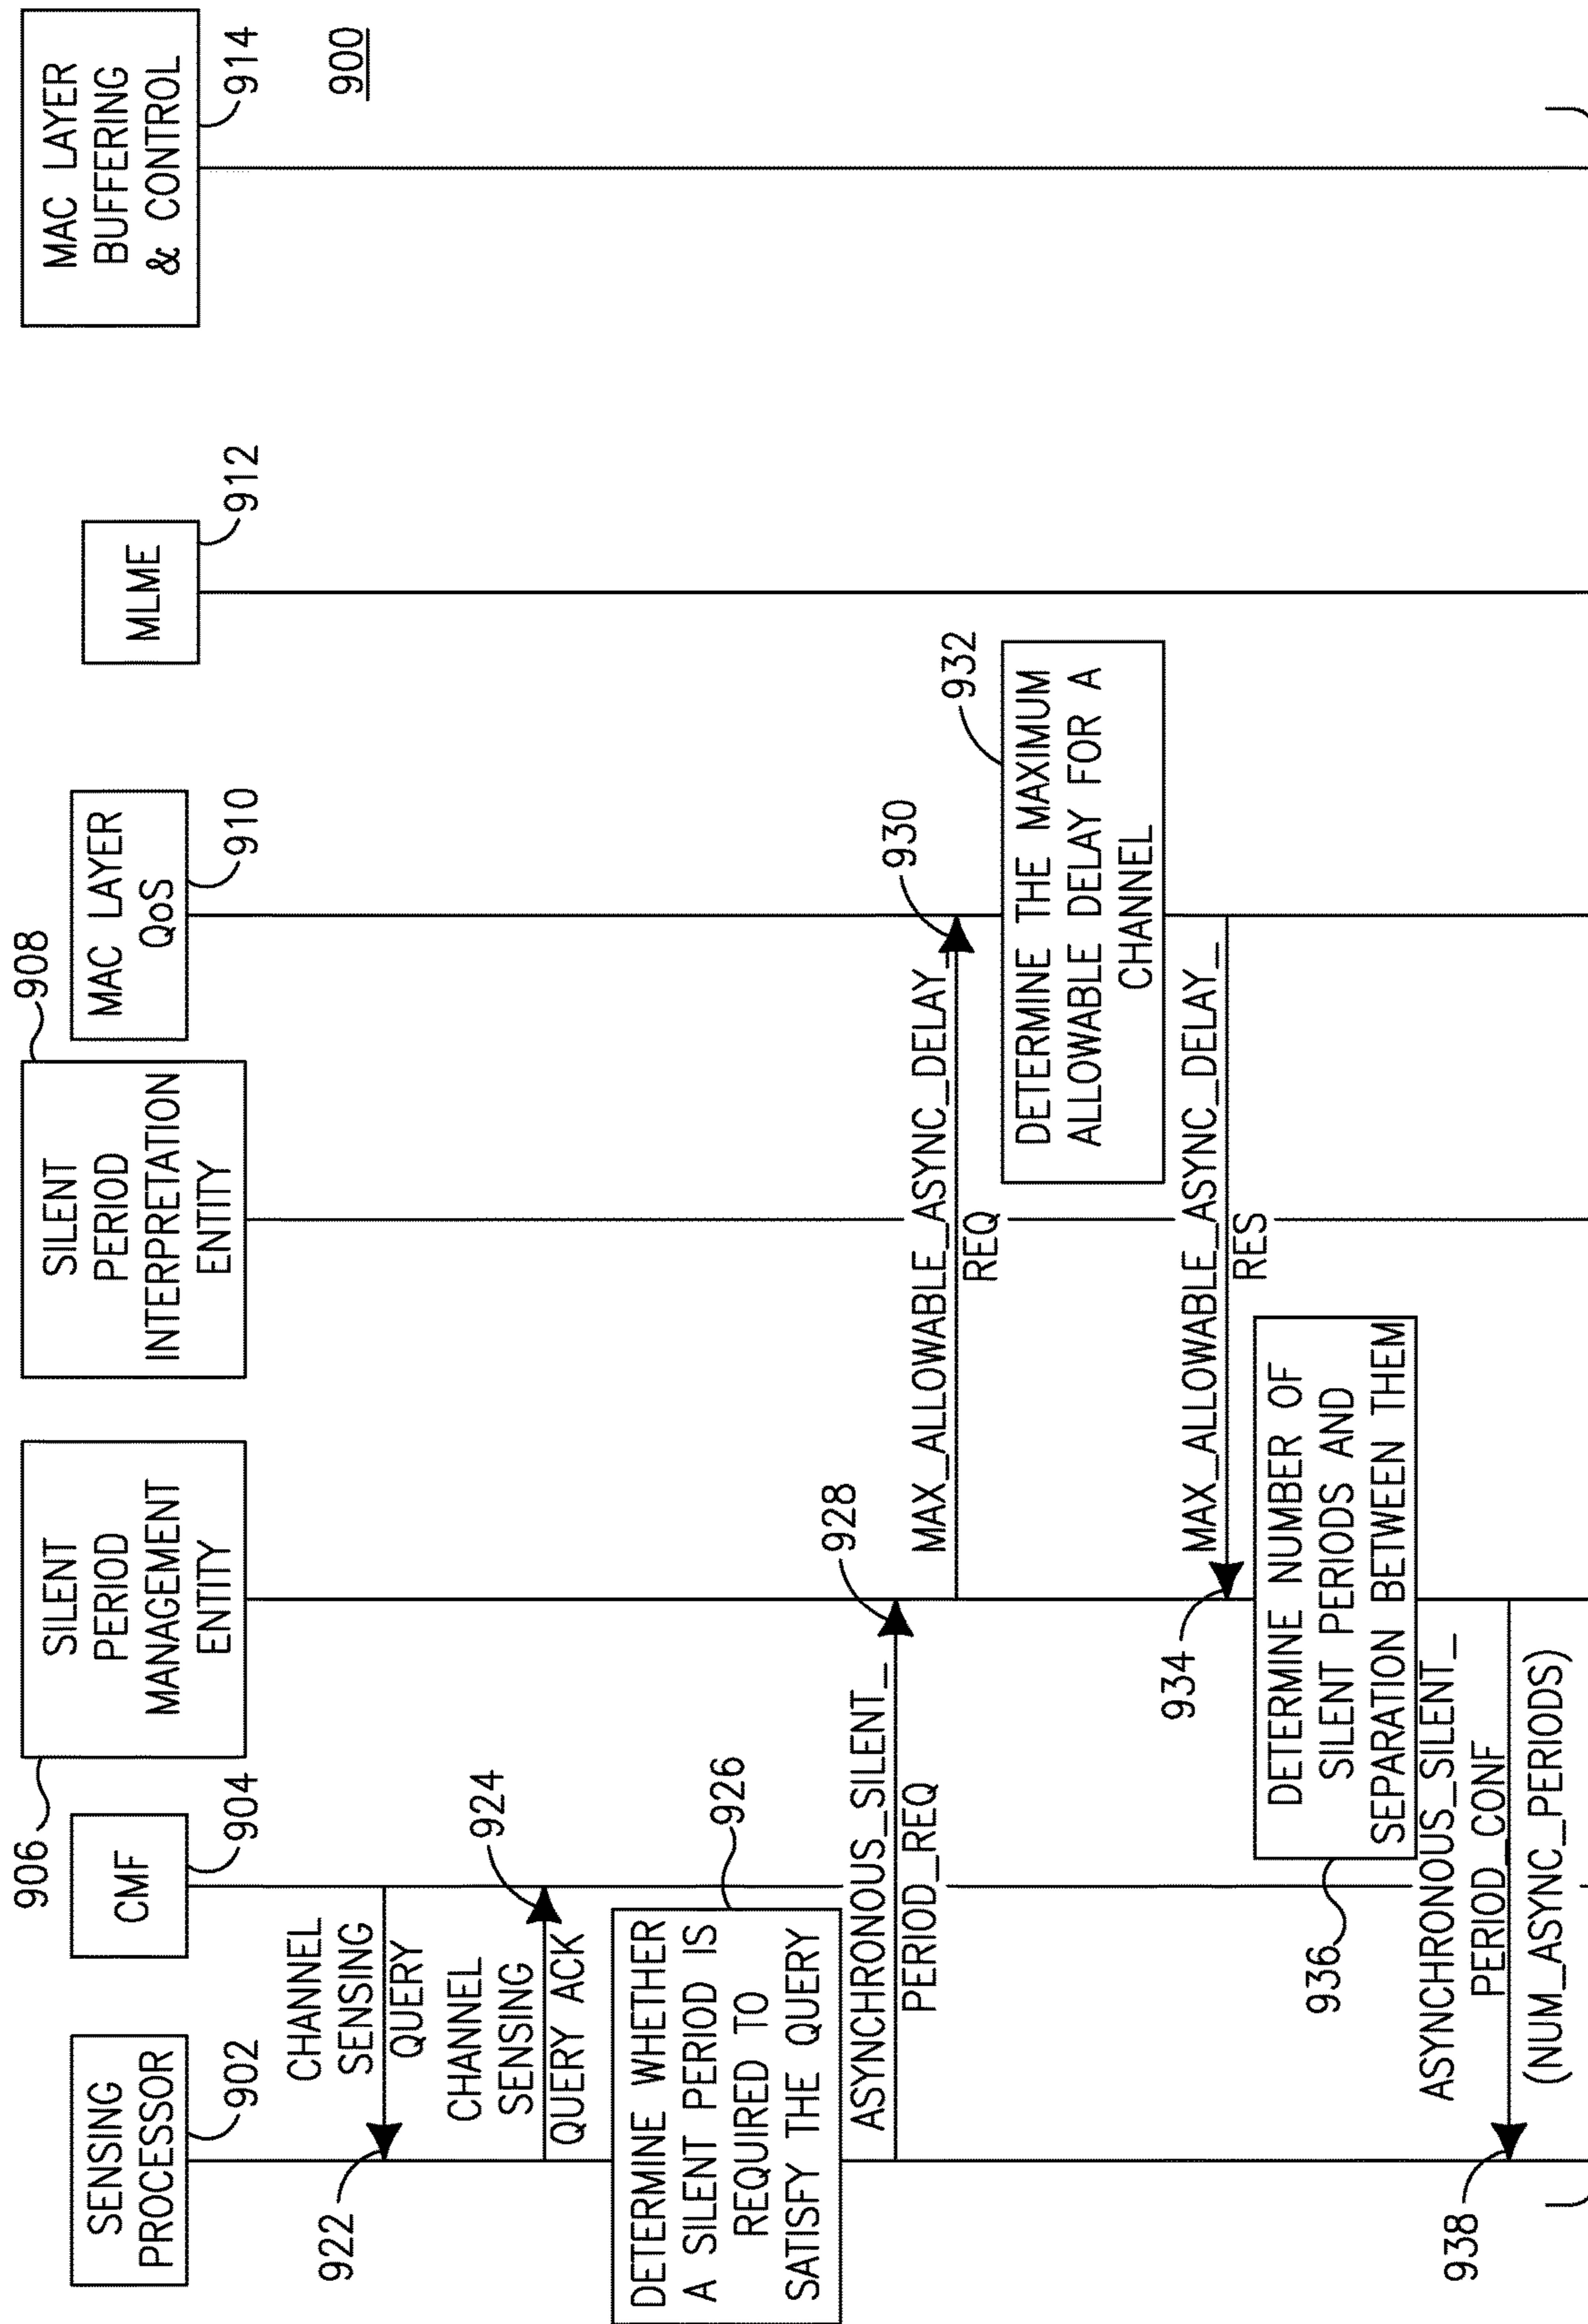 SENSING
PROCESSOR
902
CMF
904
906
SILENT
PERIOD
MANAGEMENT
ENTITY
SILENT
PERIOD
INTERPRETATION
ENTITY
908
MAC LAYER
QoS
910
MLME
912
MAC LAYER
BUFFERING
& CONTROL
914
900
CHANNEL
SENSING
QUERY
922
CHANNEL
SENSING
QUERY ACK
924
DETERMINE WHETHER
A SILENT PERIOD IS
REQUIRED TO
SATISFY THE QUERY
926
ASYNCHRONOUS_SILENT_
PERIOD_REQ
928
MAX_ALLOWABLE_ASYNC_DELAY_
REQ
930
DETERMINE THE MAXIMUM
ALLOWABLE DELAY FOR A
CHANNEL
932
MAX_ALLOWABLE_ASYNC_DELAY_
RES
934
DETERMINE NUMBER OF
SILENT PERIODS AND
SEPARATION BETWEEN THEM
936
ASYNCHRONOUS_SILENT_
PERIOD_CONF
(NUM_ASYNC_PERIODS)
938